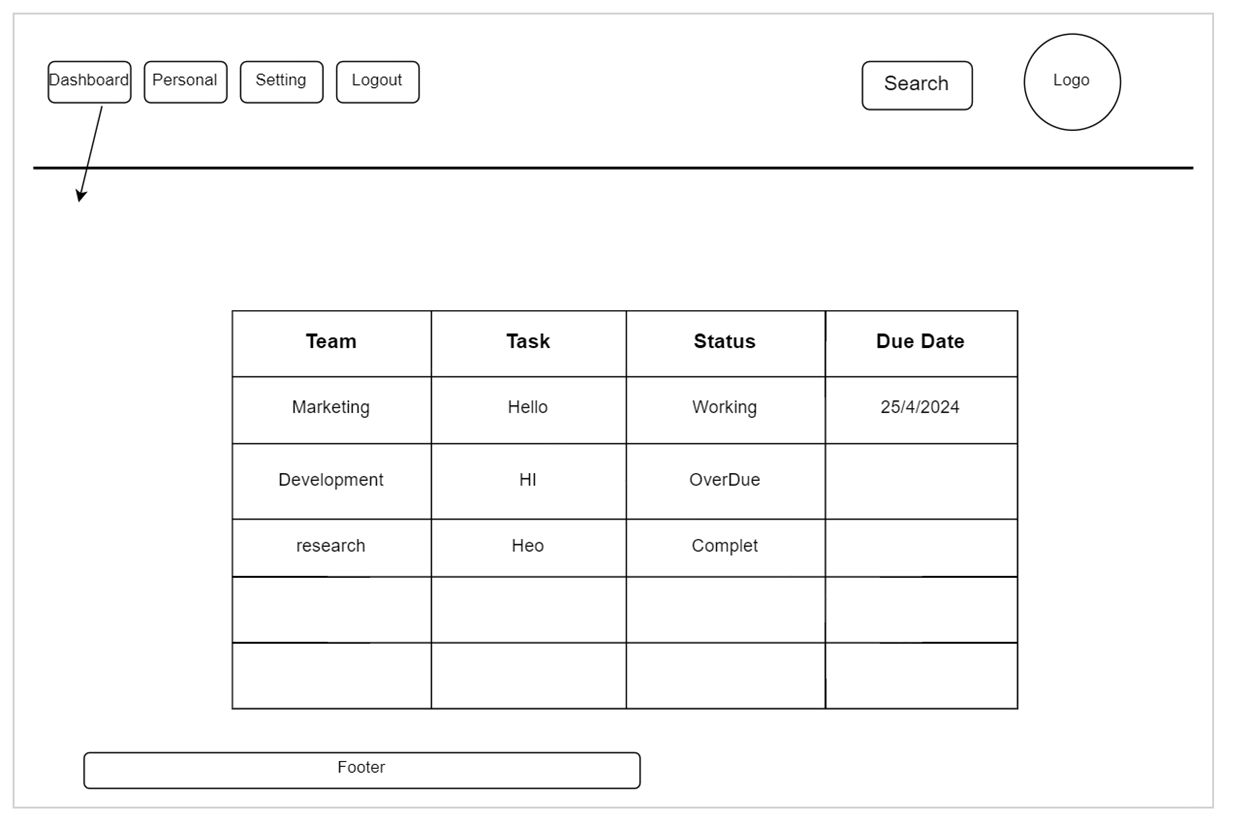 Dashboard
Personal
Setting
Logout
Search
Logo
Team Task Status Due Date
Marketing Hello Working 25/4/2024
Development HI OverDue
research Heo Complet
Footer